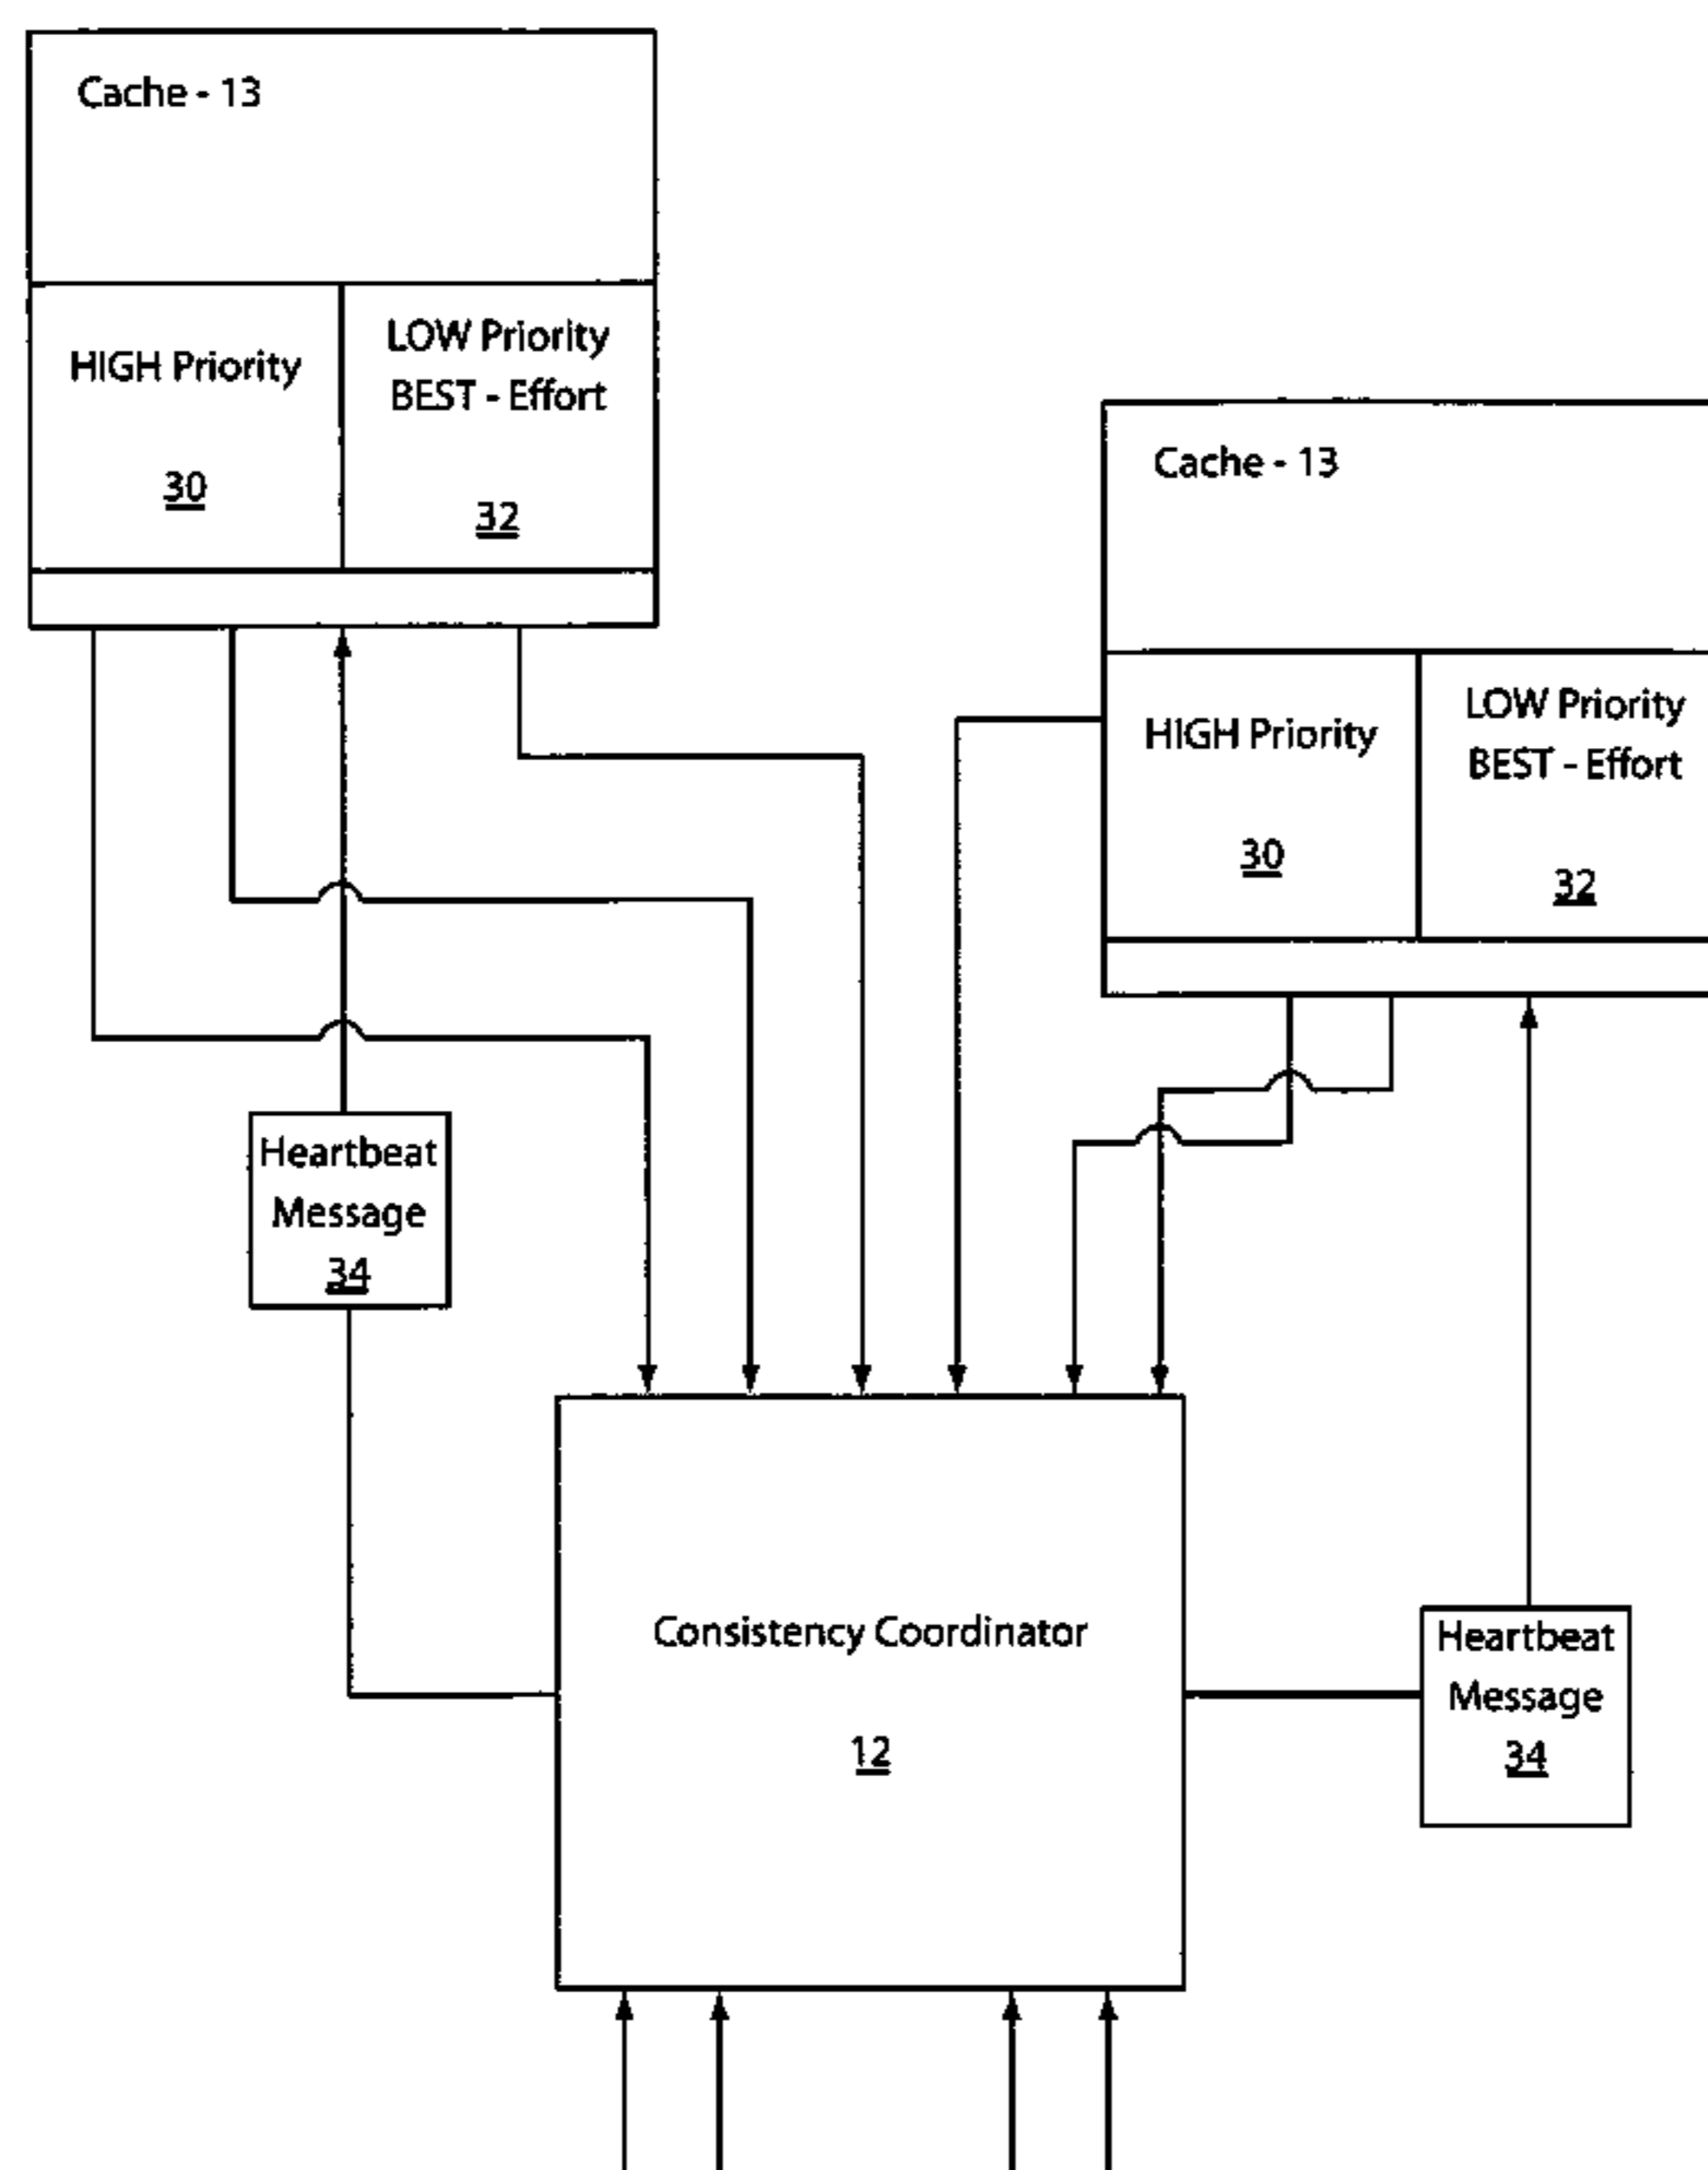 Cache - 13
HIGH Priority
30
LOW Priority
BEST - Effort
32
Cache - 13
HIGH Priority
30
LOW Priority
BEST - Effort
32
Heartbeat
Message
34
Consistency Coordinator
12
Heartbeat
Message
34